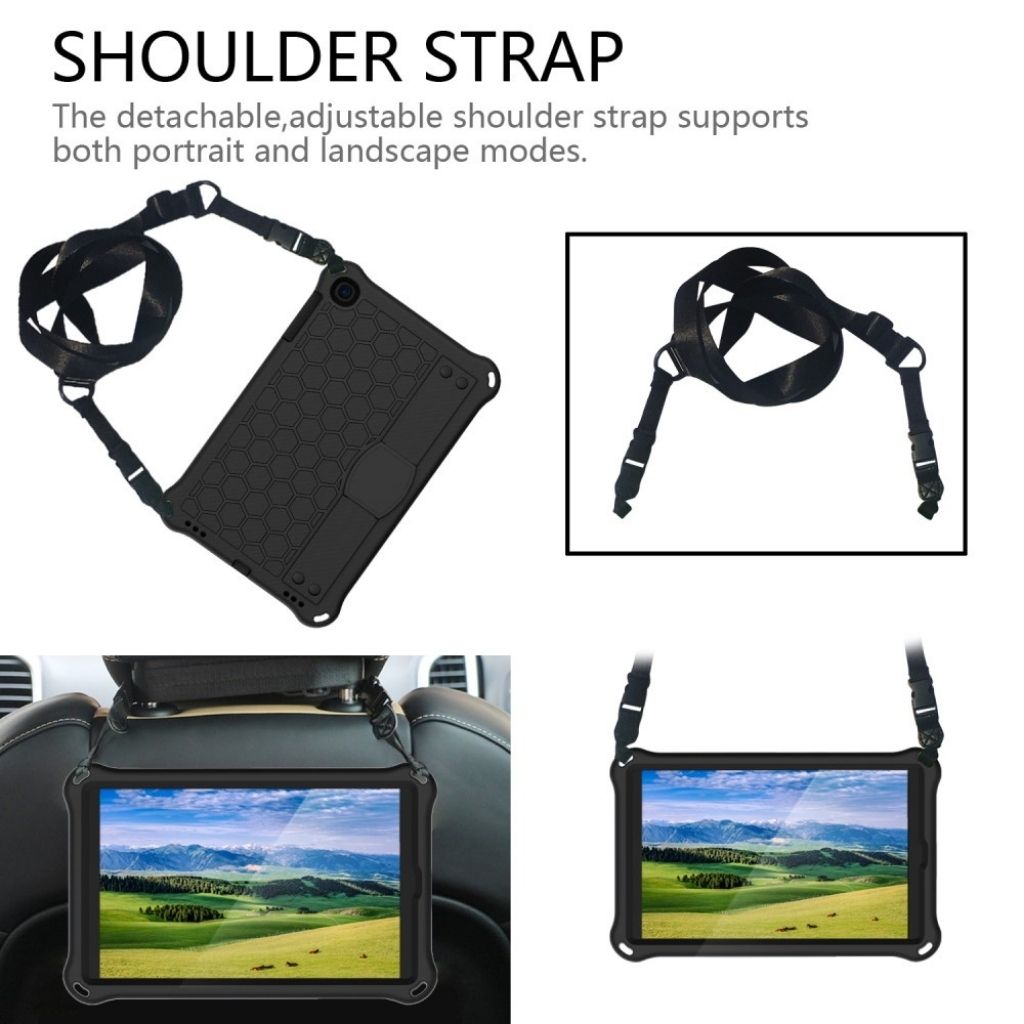 SHOULDER STRAP
The detachable,adjustable shoulder strap supports
both portrait and landscape modes.